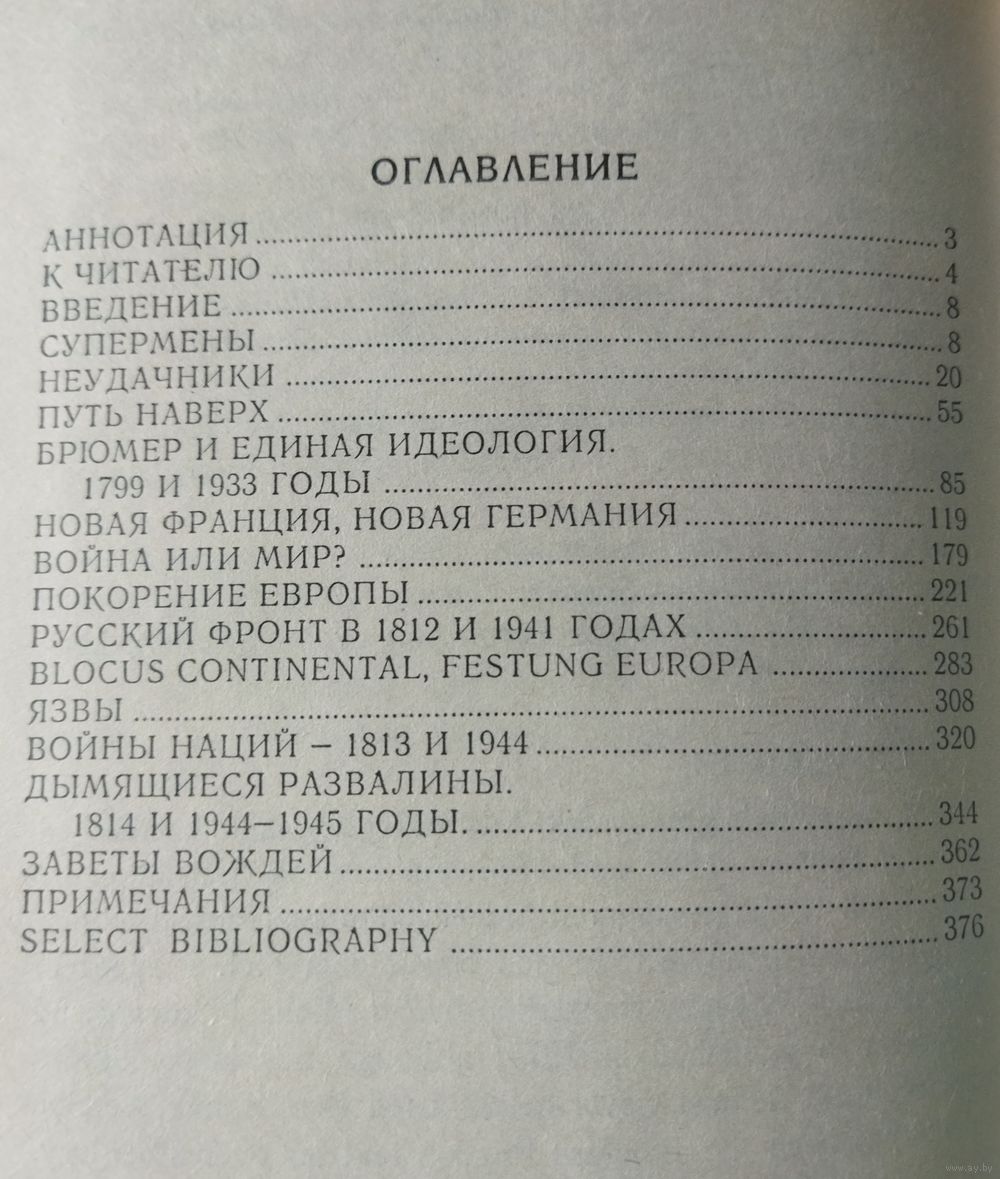 ОГЛАВЛЕНИЕ
АННОТАЦИЯ 3
К ЧИТАТЕЛЮ 4
ВВЕДЕНИЕ 8
СУПЕРМЕНЫ 8
НЕУДАЧНИКИ 20
ПУТЬ НАВЕРХ 55
БРЮМЕР И ЕДИНАЯ ИДЕОЛОГИЯ.
1799 И 1933 ГОДЫ 85
НОВАЯ ФРАНЦИЯ, НОВАЯ ГЕРМАНИЯ 119
ВОЙНА ИЛИ МИР? 179
ПОКОРЕНИЕ ЕВРОПЫ 221
РУССКИЙ ФРОНТ В 1812 И 1941 ГОДАХ 261
BLOCUS CONTINENTAL, FESTUNG EUROPA 283
ЯЗВЫ 308
ВОЙНЫ НАЦИЙ – 1813 И 1944 320
ДЫМЯЩИЕСЯ РАЗВАЛИНЫ.
1814 И 1944–1945 ГОДЫ. 344
ЗАВЕТЫ ВОЖДЕЙ 362
ПРИМЕЧАНИЯ 373
SELECT BIBLIOGRAPHY 376
www.ay.by